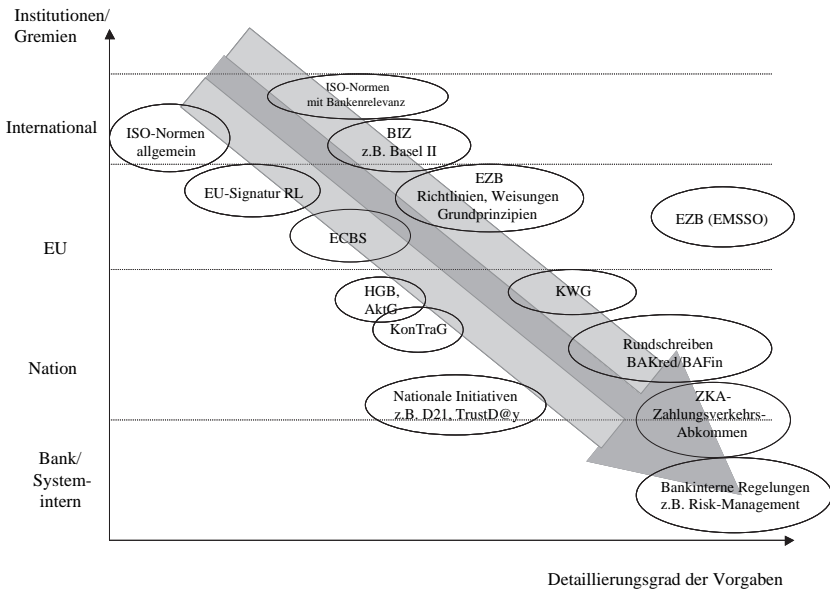 Institutionen/
Gremien
International
ISO-Normen
mit Bankenrelevanz
ISO-Normen
allgemein
BIZ
z.B. Basel II
EU
EU-Signatur RL
EZB
Richtlinien, Weisungen
Grundprinzipien
EZB (EMSSO)
ECBS
Nation
HGB,
AktG
KWG
KonTraG
Rundschreiben
BAKred/BAFin
Nationale Initiativen
z.B. D21, TrustD@y
ZKA-
Zahlungsverkehrs-
Abkommen
Bank/
System-
intern
Bankinterne Regelungen
z.B. Risk-Management
Detaillierungsgrad der Vorgaben